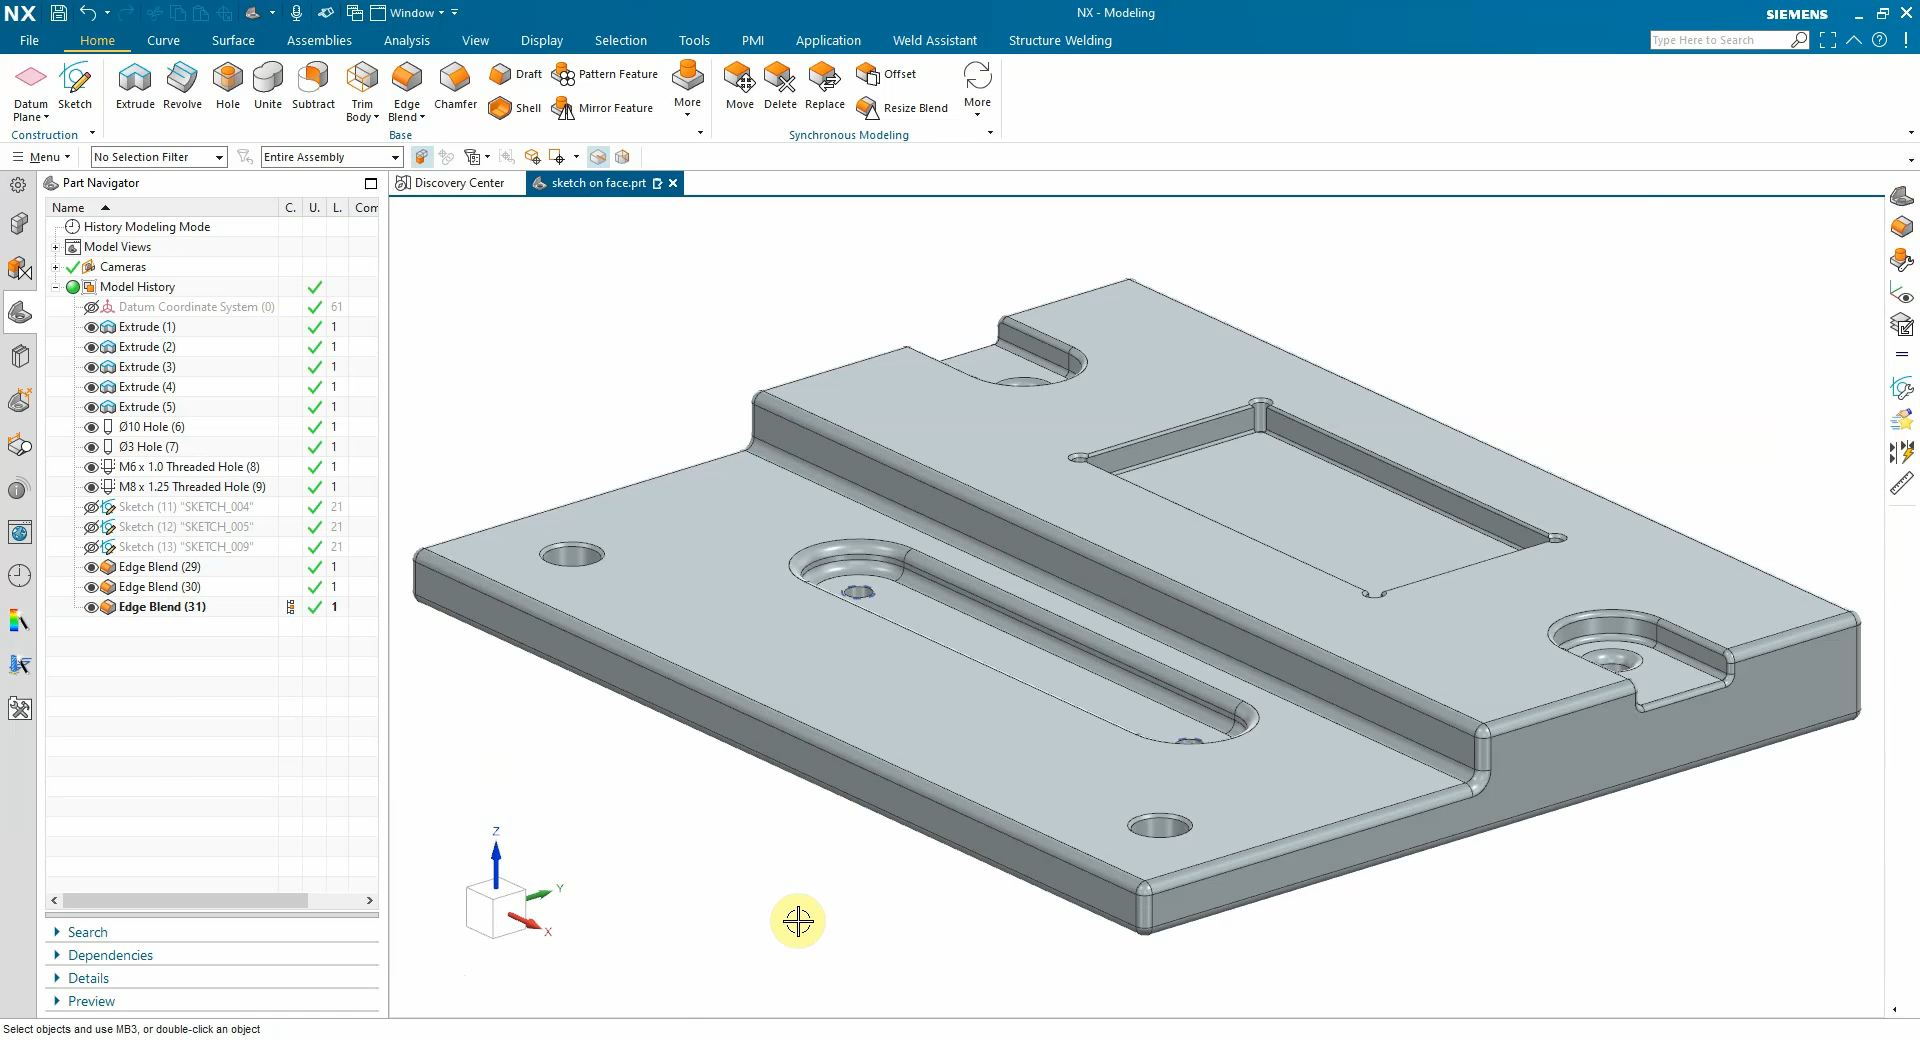 NX
Window
NX - Modeling
SIEMENS
File
Home
Curve
Surface
Assemblies
Analysis
View
Display
Selection
Tools
PMI
Application
Weld Assistant
Structure Welding
Type Here to Search
Datum Plane
Sketch
Extrude
Revolve
Hole
Unite
Subtract
Trim Body
Edge Blend
Chamfer
Draft
Shell
Pattern Feature
Mirror Feature
More
Move
Delete
Replace
Offset
Resize Blend
More
Construction
Base
Synchronous Modeling
Menu
No Selection Filter
Entire Assembly
Part Navigator
Discovery Center
sketch on face.prt
Name C. U. L. Com
History Modeling Mode
Model Views
Cameras
Model History
Datum Coordinate System (0) 61
Extrude (1) 1
Extrude (2) 1
Extrude (3) 1
Extrude (4) 1
Extrude (5) 1
Ø10 Hole (6) 1
Ø3 Hole (7) 1
M6 x 1.0 Threaded Hole (8) 1
M8 x 1.25 Threaded Hole (9) 1
Sketch (11) "SKETCH_004" 21
Sketch (12) "SKETCH_005" 21
Sketch (13) "SKETCH_009" 21
Edge Blend (29) 1
Edge Blend (30) 1
Edge Blend (31) 1
Z
Y
X
Search
Dependencies
Details
Preview
Select objects and use MB3, or double-click an object